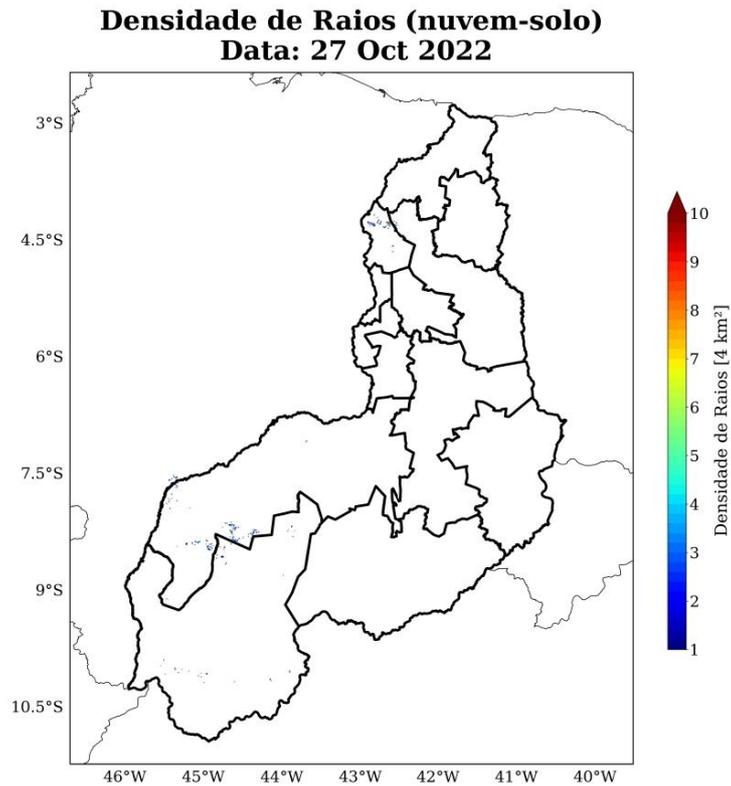 Densidade de Raios (nuvem-solo)
Data: 27 Oct 2022
3°S
4.5°S
6°S
7.5°S
9°S
10.5°S
46°W 45°W 44°W 43°W 42°W 41°W 40°W
10
9
8
7
6
5
4
3
2
1
Densidade de Raios [4 km²]